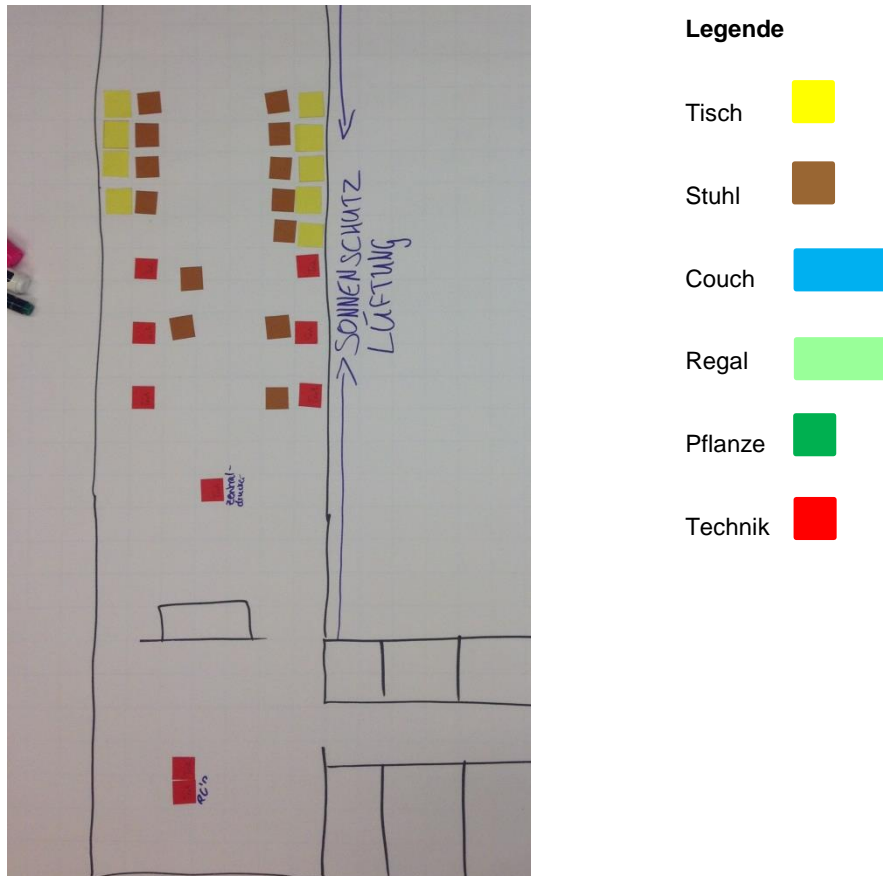 Legende
Tisch
Stuhl
Couch
Regal
Pflanze
Technik
SONNENSCHUTZ
LÜFTUNG
zentral-
drucker
PC'n